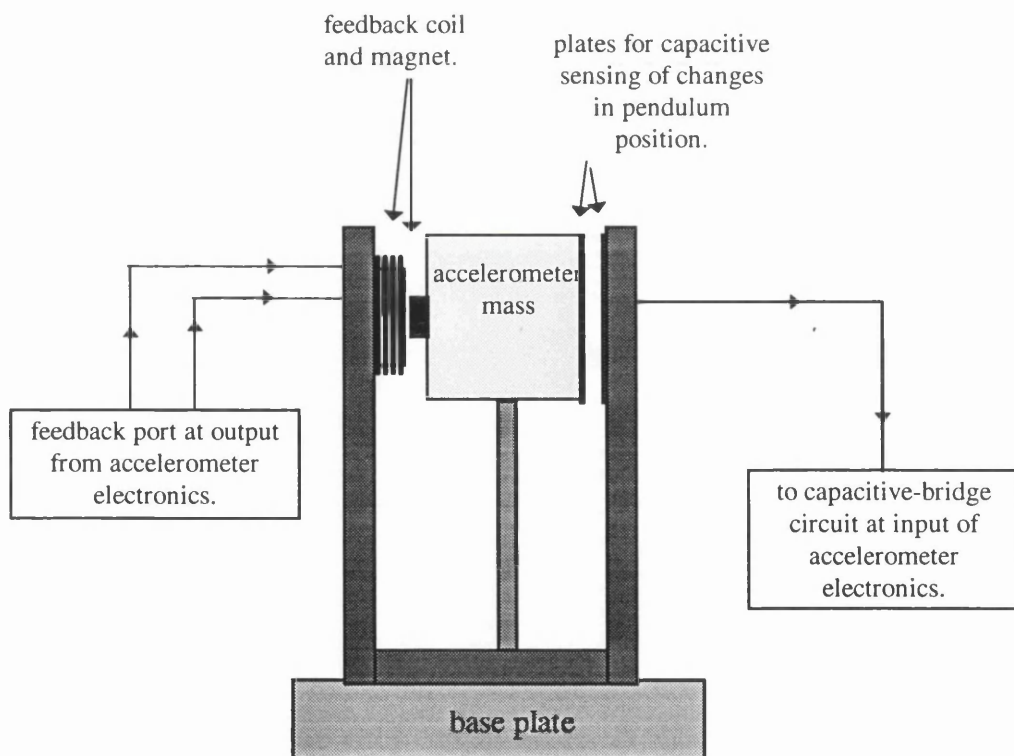 feedback coil
and magnet.
plates for capacitive
sensing of changes
in pendulum
position.
accelerometer
mass
feedback port at output
from accelerometer
electronics.
to capacitive-bridge
circuit at input of
accelerometer
electronics.
base plate